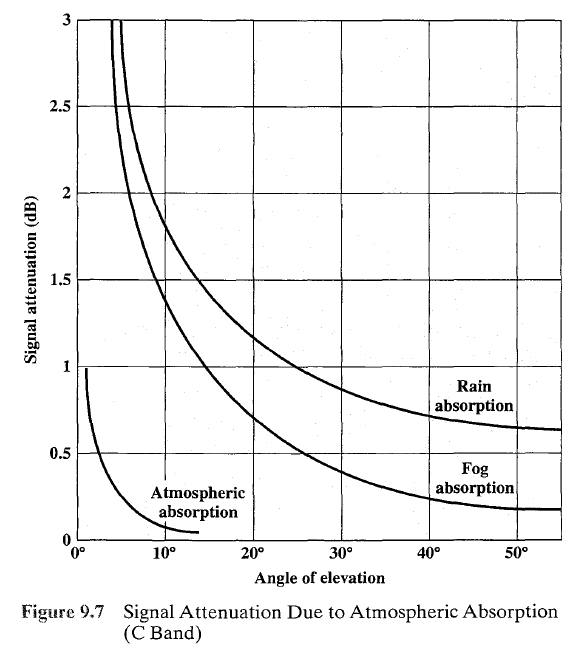 3
2.5
2
1.5
1
0.5
0
Signal attenuation (dB)
Rain
absorption
Fog
absorption
Atmospheric
absorption
0° 10° 20° 30° 40° 50°
Angle of elevation
Figure 9.7 Signal Attenuation Due to Atmospheric Absorption
(C Band)